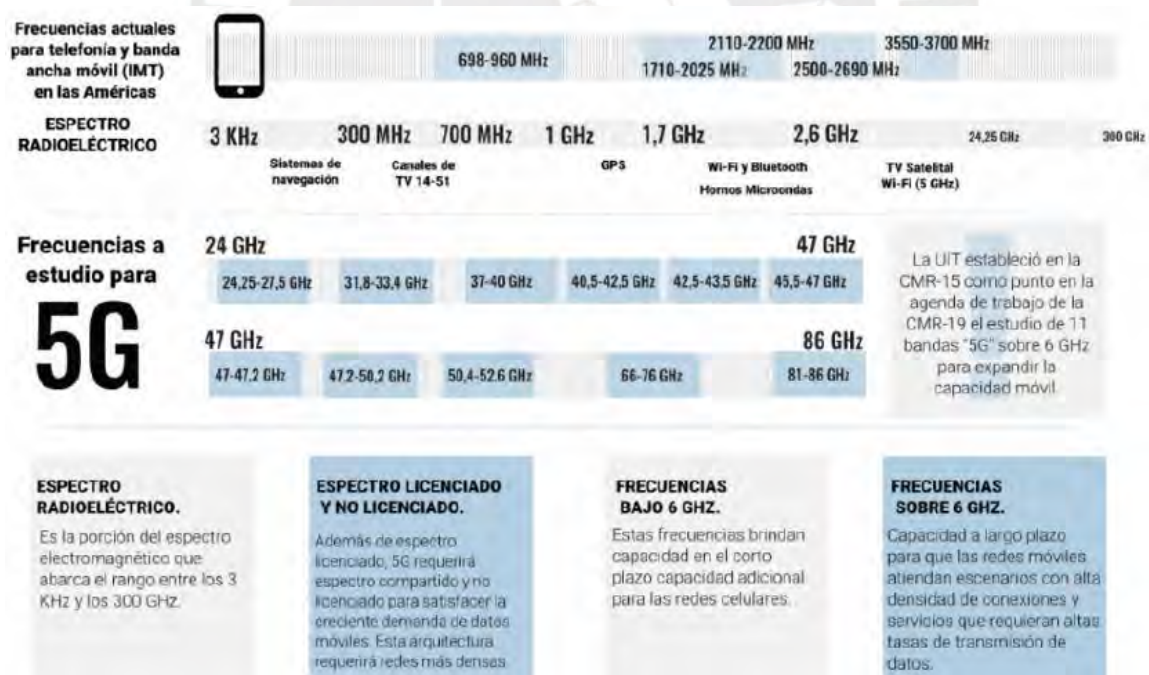 Frecuencias actuales
para telefonía y banda
ancha móvil (IMT)
en las Américas
698-960 MHz
2110-2200 MHz
3550-3700 MHz
1710-2025 MHz
2500-2690 MHz
ESPECTRO
RADIOELÉCTRICO
3 KHz
300 MHz
700 MHz
1 GHz
1,7 GHz
2,6 GHz
24,25 GHz
300 GHz
Sistemas de
navegación
Canales de
TV 14-51
GPS
Wi-Fi y Bluetooth
Hornos Microondas
TV Satelital
Wi-Fi (5 GHz)
Frecuencias a
estudio para
5G
24 GHz
47 GHz
24,25-27,5 GHz
31,8-33,4 GHz
37-40 GHz
40,5-42,5 GHz
42,5-43,5 GHz
45,5-47 GHz
47 GHz
86 GHz
47-47,2 GHz
47,2-50,2 GHz
50,4-52,6 GHz
66-76 GHz
81-86 GHz
La UIT estableció en la
CMR-15 como punto en la
agenda de trabajo de la
CMR-19 el estudio de 11
bandas "5G" sobre 6 GHz
para expandir la
capacidad móvil
ESPECTRO
RADIOELÉCTRICO.
Es la porción del espectro
electromagnético que
abarca el rango entre los 3
KHz y los 300 GHZ.
ESPECTRO LICENCIADO
Y NO LICENCIADO.
Además de espectro
licenciado, 5G requerirá
espectro compartido y no
licenciado para satisfacer la
creciente demanda de datos
móviles. Esta arquitectura
requerirá redes más densas
FRECUENCIAS
BAJO 6 GHZ.
Estas frecuencias brindan
capacidad en el corto
plazo capacidad adicional
para las redes celulares.
FRECUENCIAS
SOBRE 6 GHZ.
Capacidad a largo plazo
para que las redes móviles
atiendan escenarios con alta
densidad de conexiones y
servicios que requieran altas
tasas de transmisión de
datos.